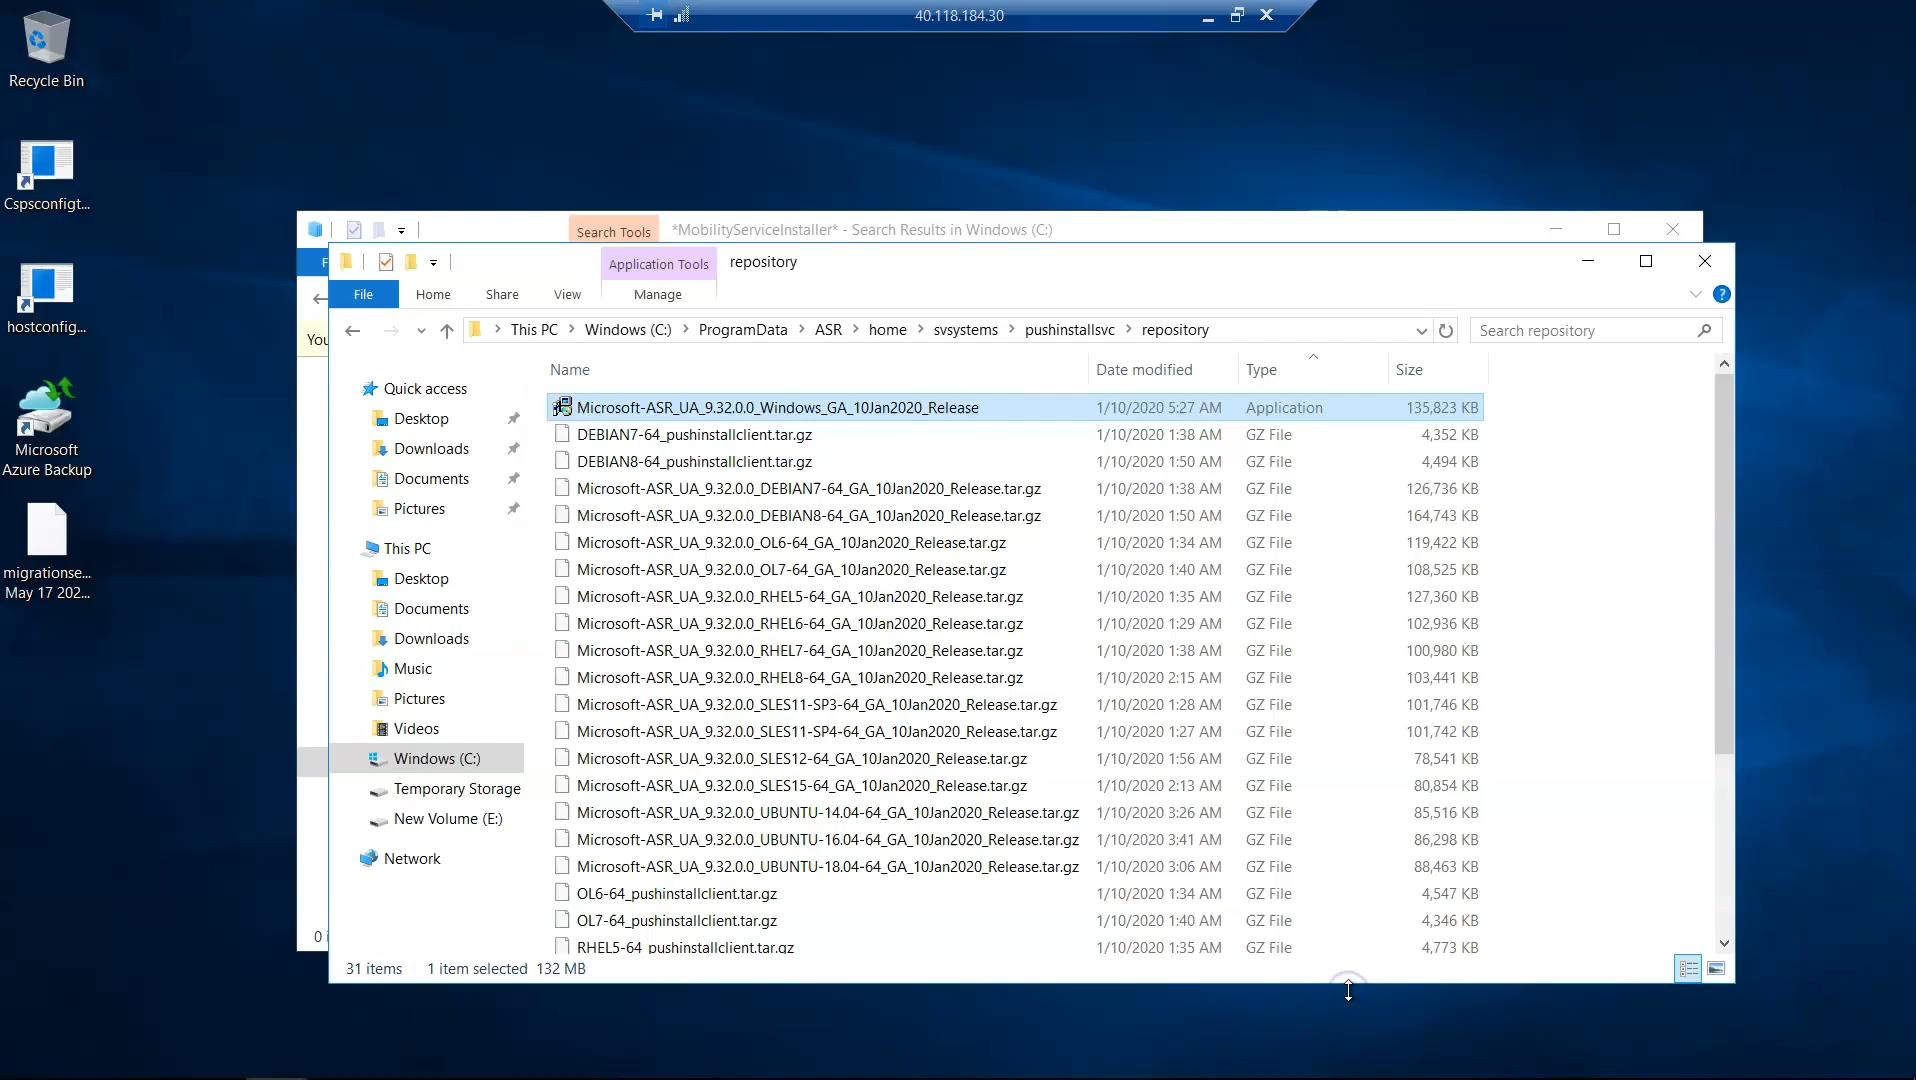 40.118.184.30
Recycle Bin
Cspsconfigt...
hostconfig...
Microsoft
Azure Backup
migrationse...
May 17 202...
Search Tools
*MobilityServiceInstaller* - Search Results in Windows (C:)
F
You
0 i
Application Tools
repository
File
Home
Share
View
Manage
This PC
Windows (C:)
ProgramData
ASR
home
svsystems
pushinstallsvc
repository
Search repository
Quick access
Desktop
Downloads
Documents
Pictures
This PC
Desktop
Documents
Downloads
Music
Pictures
Videos
Windows (C:)
Temporary Storage
New Volume (E:)
Network
Name Date modified Type Size
Microsoft-ASR_UA_9.32.0.0_Windows_GA_10Jan2020_Release 1/10/2020 5:27 AM Application 135,823 KB
DEBIAN7-64_pushinstallclient.tar.gz 1/10/2020 1:38 AM GZ File 4,352 KB
DEBIAN8-64_pushinstallclient.tar.gz 1/10/2020 1:50 AM GZ File 4,494 KB
Microsoft-ASR_UA_9.32.0.0_DEBIAN7-64_GA_10Jan2020_Release.tar.gz 1/10/2020 1:38 AM GZ File 126,736 KB
Microsoft-ASR_UA_9.32.0.0_DEBIAN8-64_GA_10Jan2020_Release.tar.gz 1/10/2020 1:50 AM GZ File 164,743 KB
Microsoft-ASR_UA_9.32.0.0_OL6-64_GA_10Jan2020_Release.tar.gz 1/10/2020 1:34 AM GZ File 119,422 KB
Microsoft-ASR_UA_9.32.0.0_OL7-64_GA_10Jan2020_Release.tar.gz 1/10/2020 1:40 AM GZ File 108,525 KB
Microsoft-ASR_UA_9.32.0.0_RHEL5-64_GA_10Jan2020_Release.tar.gz 1/10/2020 1:35 AM GZ File 127,360 KB
Microsoft-ASR_UA_9.32.0.0_RHEL6-64_GA_10Jan2020_Release.tar.gz 1/10/2020 1:29 AM GZ File 102,936 KB
Microsoft-ASR_UA_9.32.0.0_RHEL7-64_GA_10Jan2020_Release.tar.gz 1/10/2020 1:38 AM GZ File 100,980 KB
Microsoft-ASR_UA_9.32.0.0_RHEL8-64_GA_10Jan2020_Release.tar.gz 1/10/2020 2:15 AM GZ File 103,441 KB
Microsoft-ASR_UA_9.32.0.0_SLES11-SP3-64_GA_10Jan2020_Release.tar.gz 1/10/2020 1:28 AM GZ File 101,746 KB
Microsoft-ASR_UA_9.32.0.0_SLES11-SP4-64_GA_10Jan2020_Release.tar.gz 1/10/2020 1:27 AM GZ File 101,742 KB
Microsoft-ASR_UA_9.32.0.0_SLES12-64_GA_10Jan2020_Release.tar.gz 1/10/2020 1:56 AM GZ File 78,541 KB
Microsoft-ASR_UA_9.32.0.0_SLES15-64_GA_10Jan2020_Release.tar.gz 1/10/2020 2:13 AM GZ File 80,854 KB
Microsoft-ASR_UA_9.32.0.0_UBUNTU-14.04-64_GA_10Jan2020_Release.tar.gz 1/10/2020 3:26 AM GZ File 85,516 KB
Microsoft-ASR_UA_9.32.0.0_UBUNTU-16.04-64_GA_10Jan2020_Release.tar.gz 1/10/2020 3:41 AM GZ File 86,298 KB
Microsoft-ASR_UA_9.32.0.0_UBUNTU-18.04-64_GA_10Jan2020_Release.tar.gz 1/10/2020 3:06 AM GZ File 88,463 KB
OL6-64_pushinstallclient.tar.gz 1/10/2020 1:34 AM GZ File 4,547 KB
OL7-64_pushinstallclient.tar.gz 1/10/2020 1:40 AM GZ File 4,346 KB
RHEL5-64_pushinstallclient.tar.gz 1/10/2020 1:35 AM GZ File 4,773 KB
31 items 1 item selected 132 MB